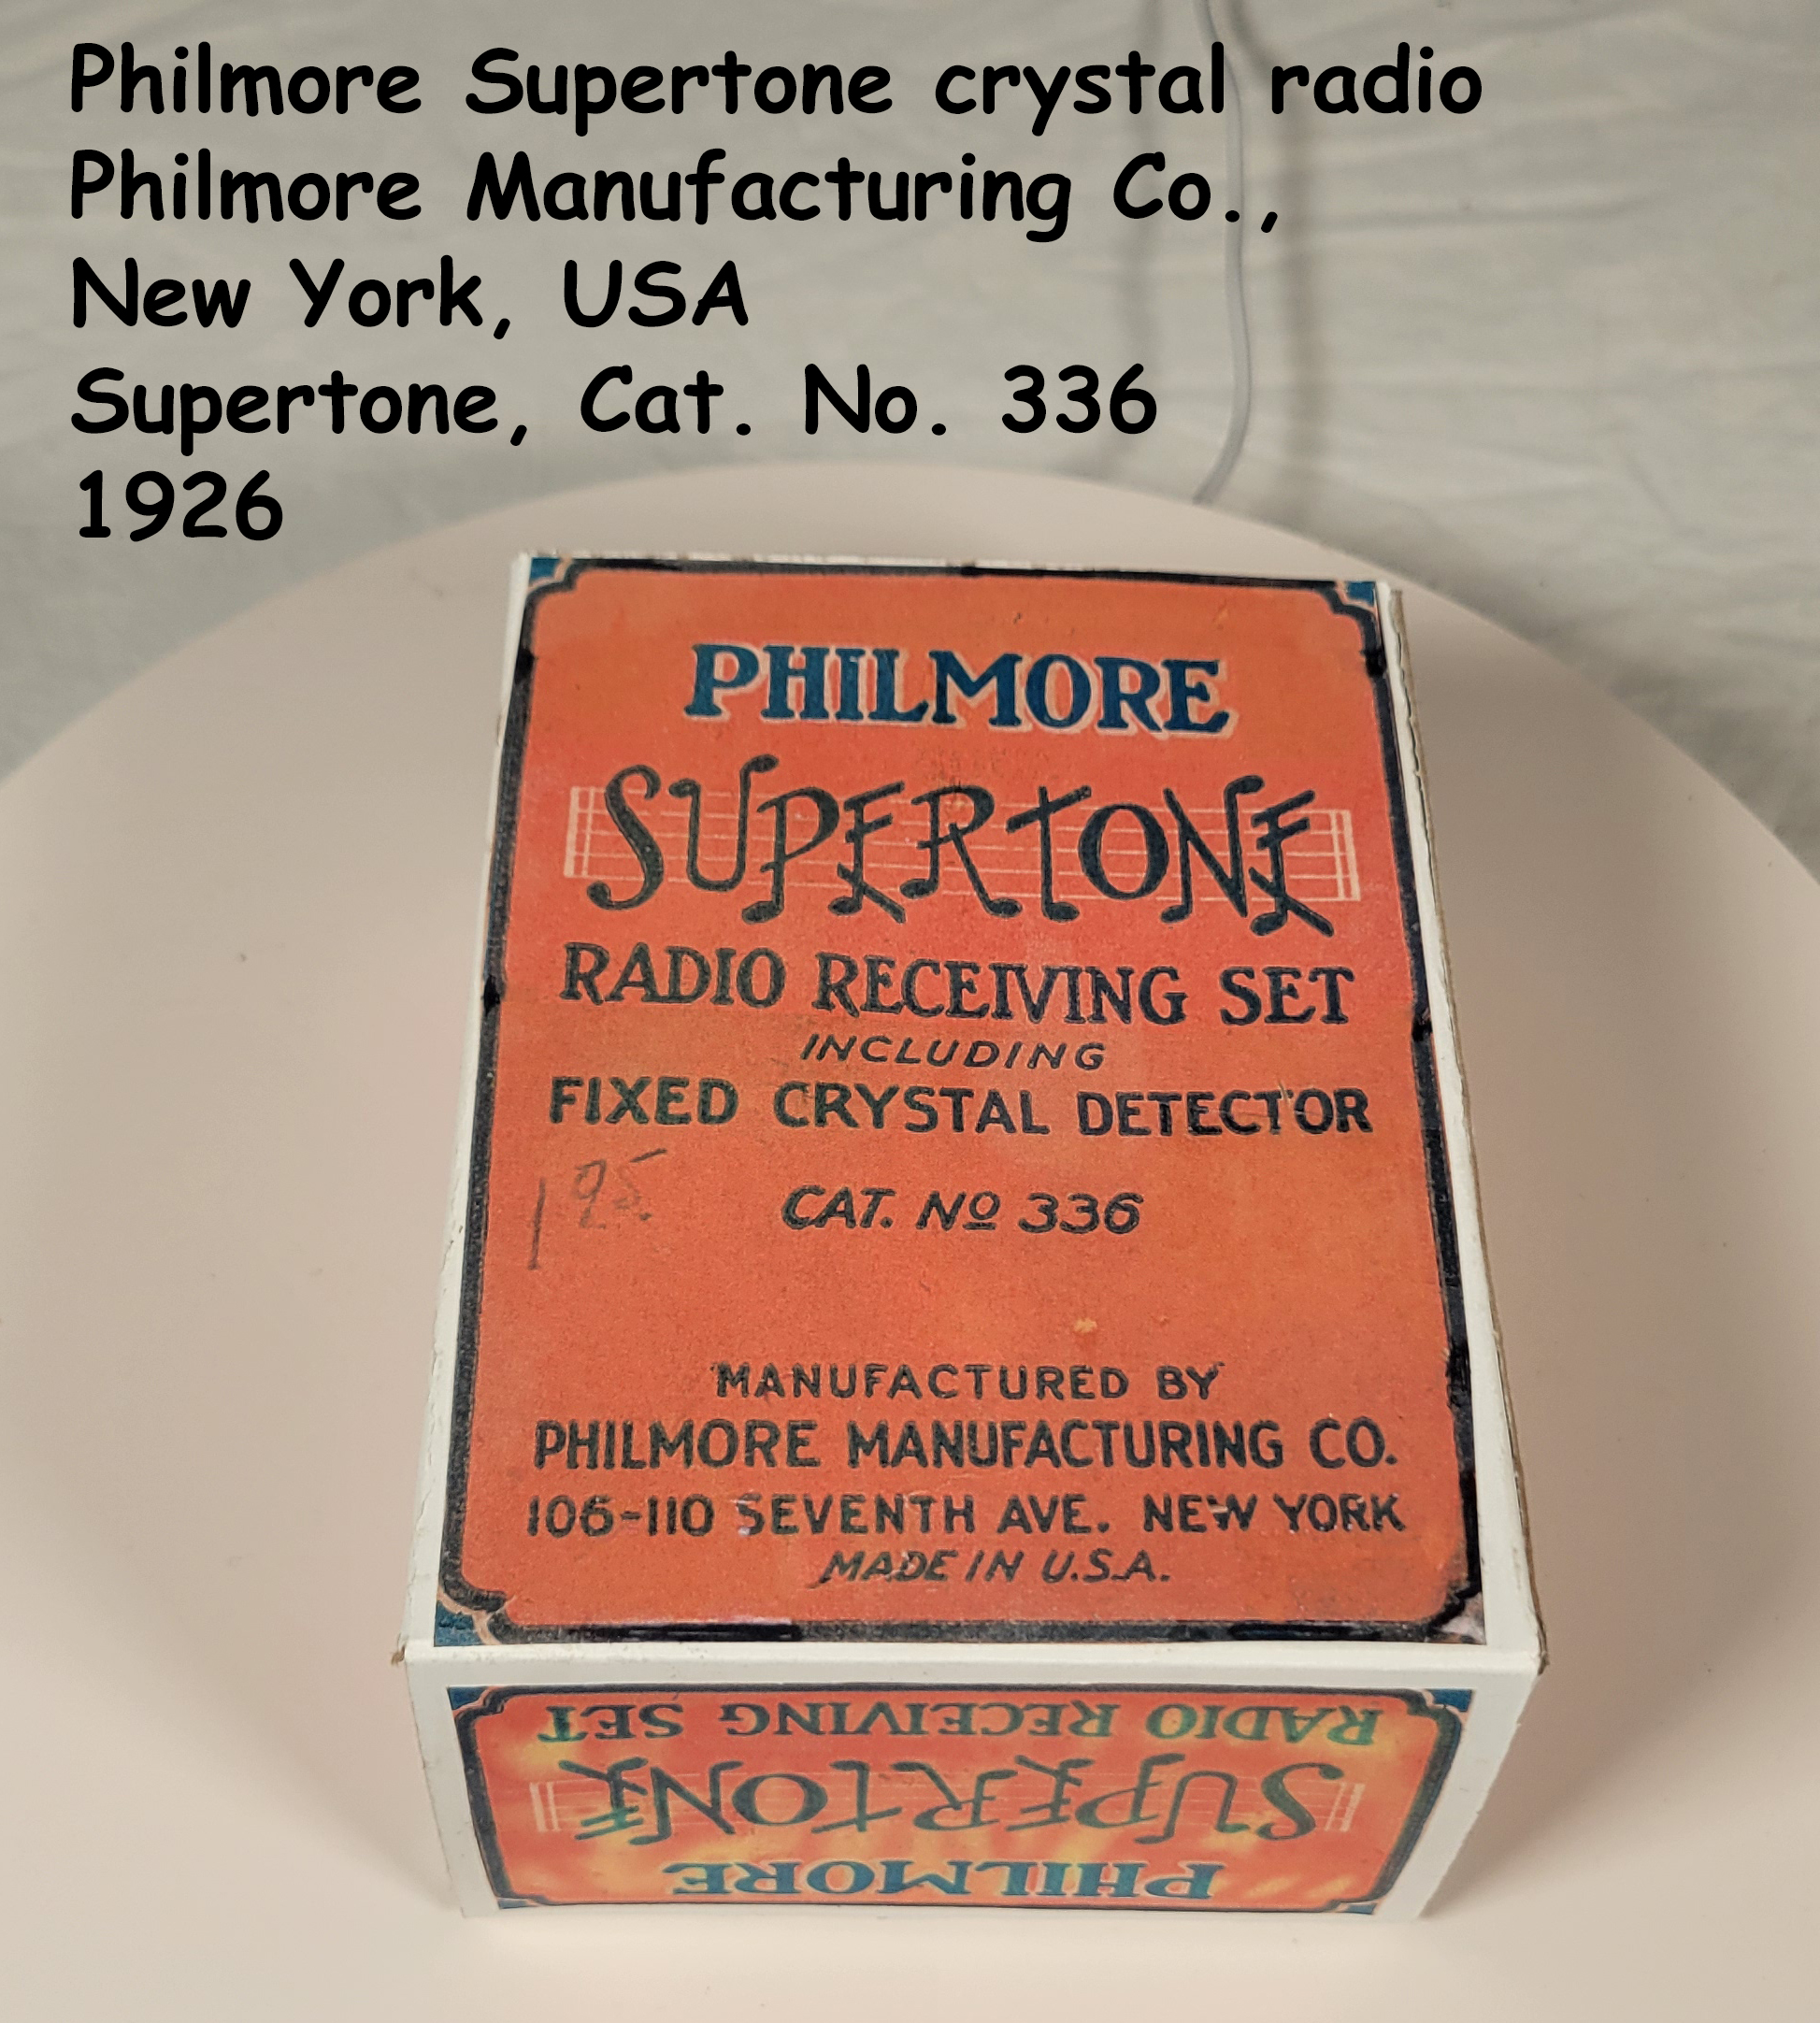 Philmore Supertone crystal radio
Philmore Manufacturing Co.,
New York, USA
Supertone, Cat. No. 336
1926
PHILMORE
SUPERTONE
RADIO RECEIVING SET
INCLUDING
FIXED CRYSTAL DETECTOR
1 95
CAT. Nº 336
MANUFACTURED BY
PHILMORE MANUFACTURING CO.
106-110 SEVENTH AVE. NEW YORK
MADE IN U.S.A.
PHILMORE
SUPERTONE
RADIO RECEIVING SET